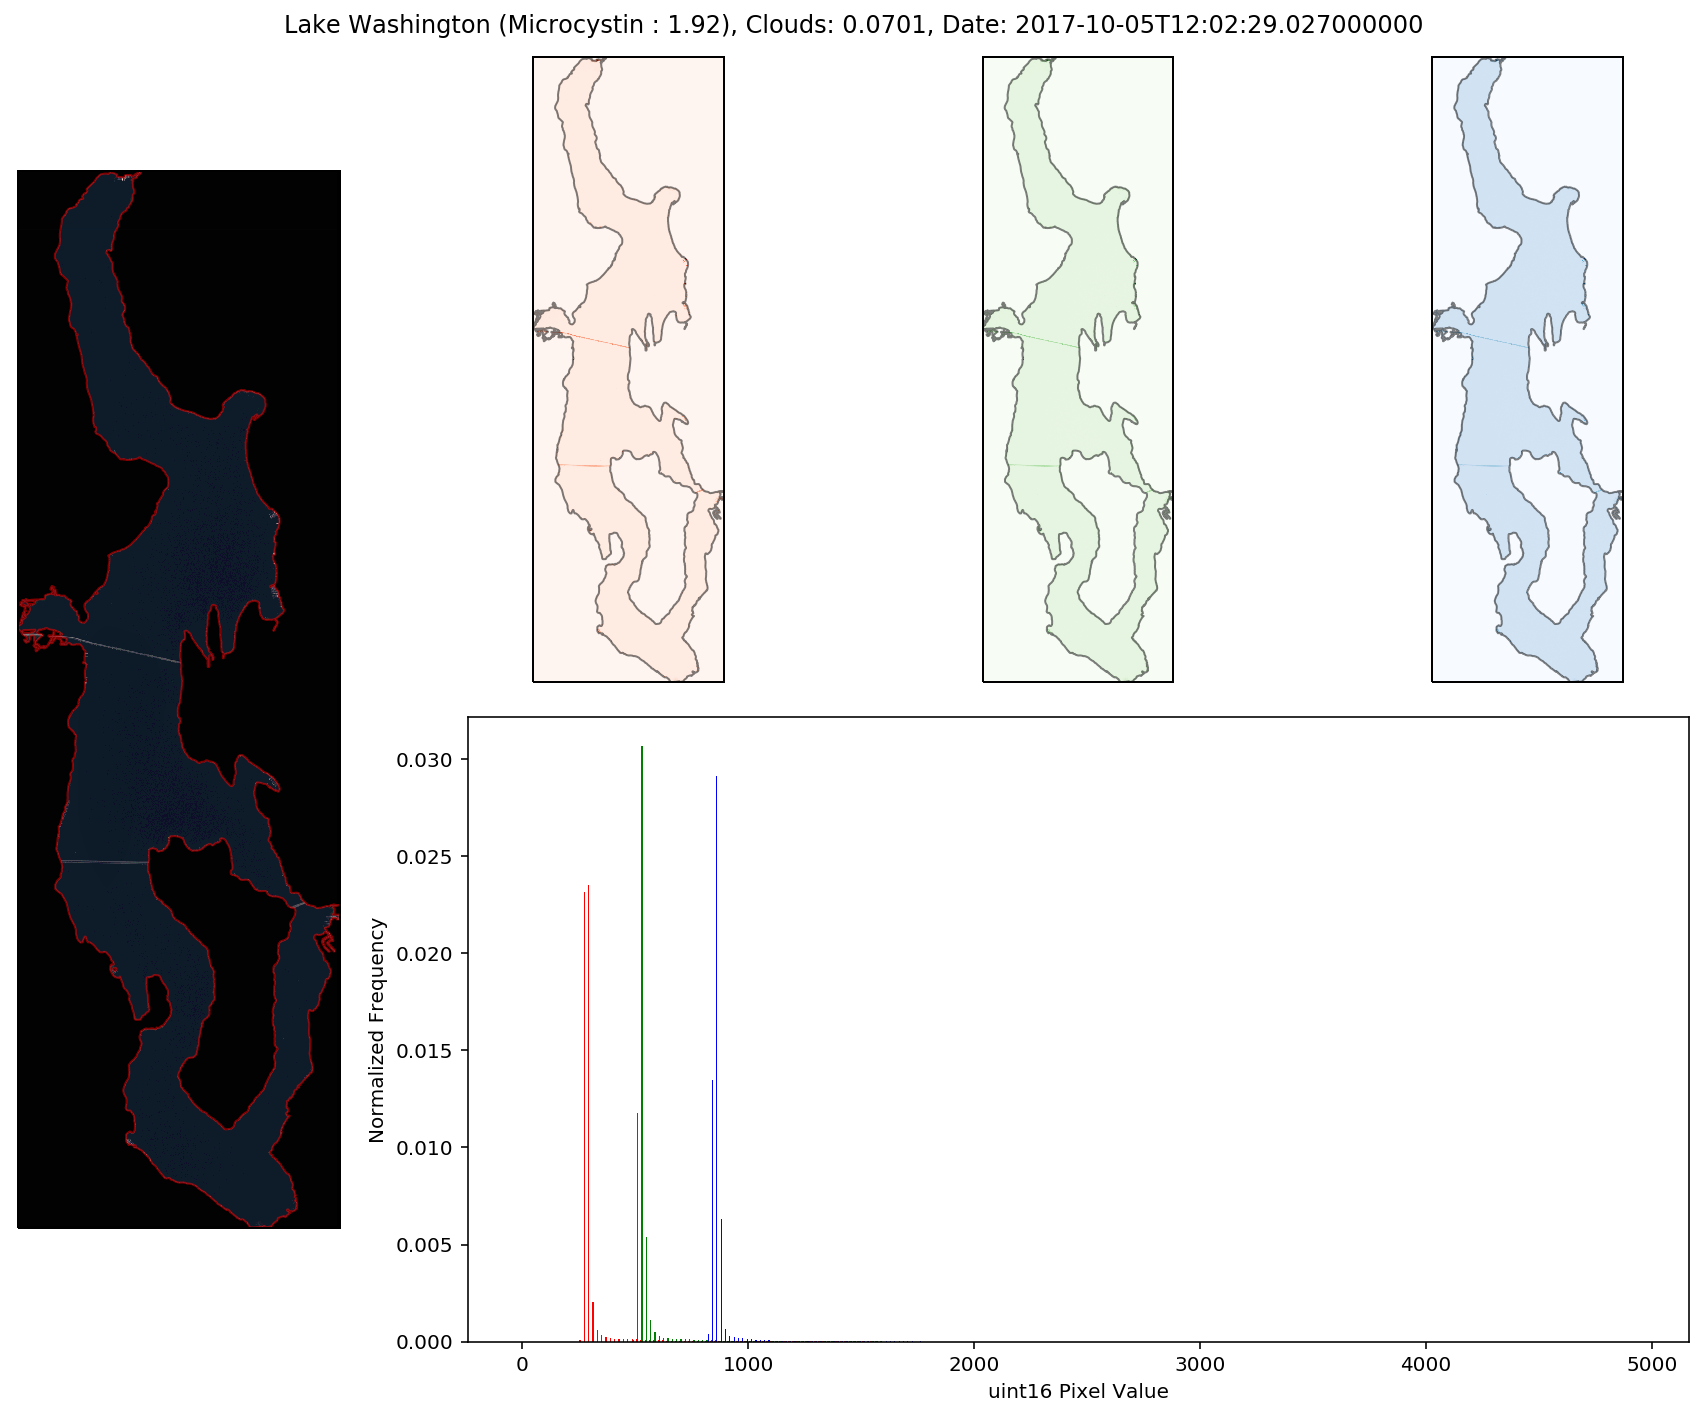 Lake Washington (Microcystin : 1.92), Clouds: 0.0701, Date: 2017-10-05T12:02:29.027000000
0.030
0.025
0.020
0.015
0.010
0.005
0.000
Normalized Frequency
0 1000 2000 3000 4000 5000
uint16 Pixel Value